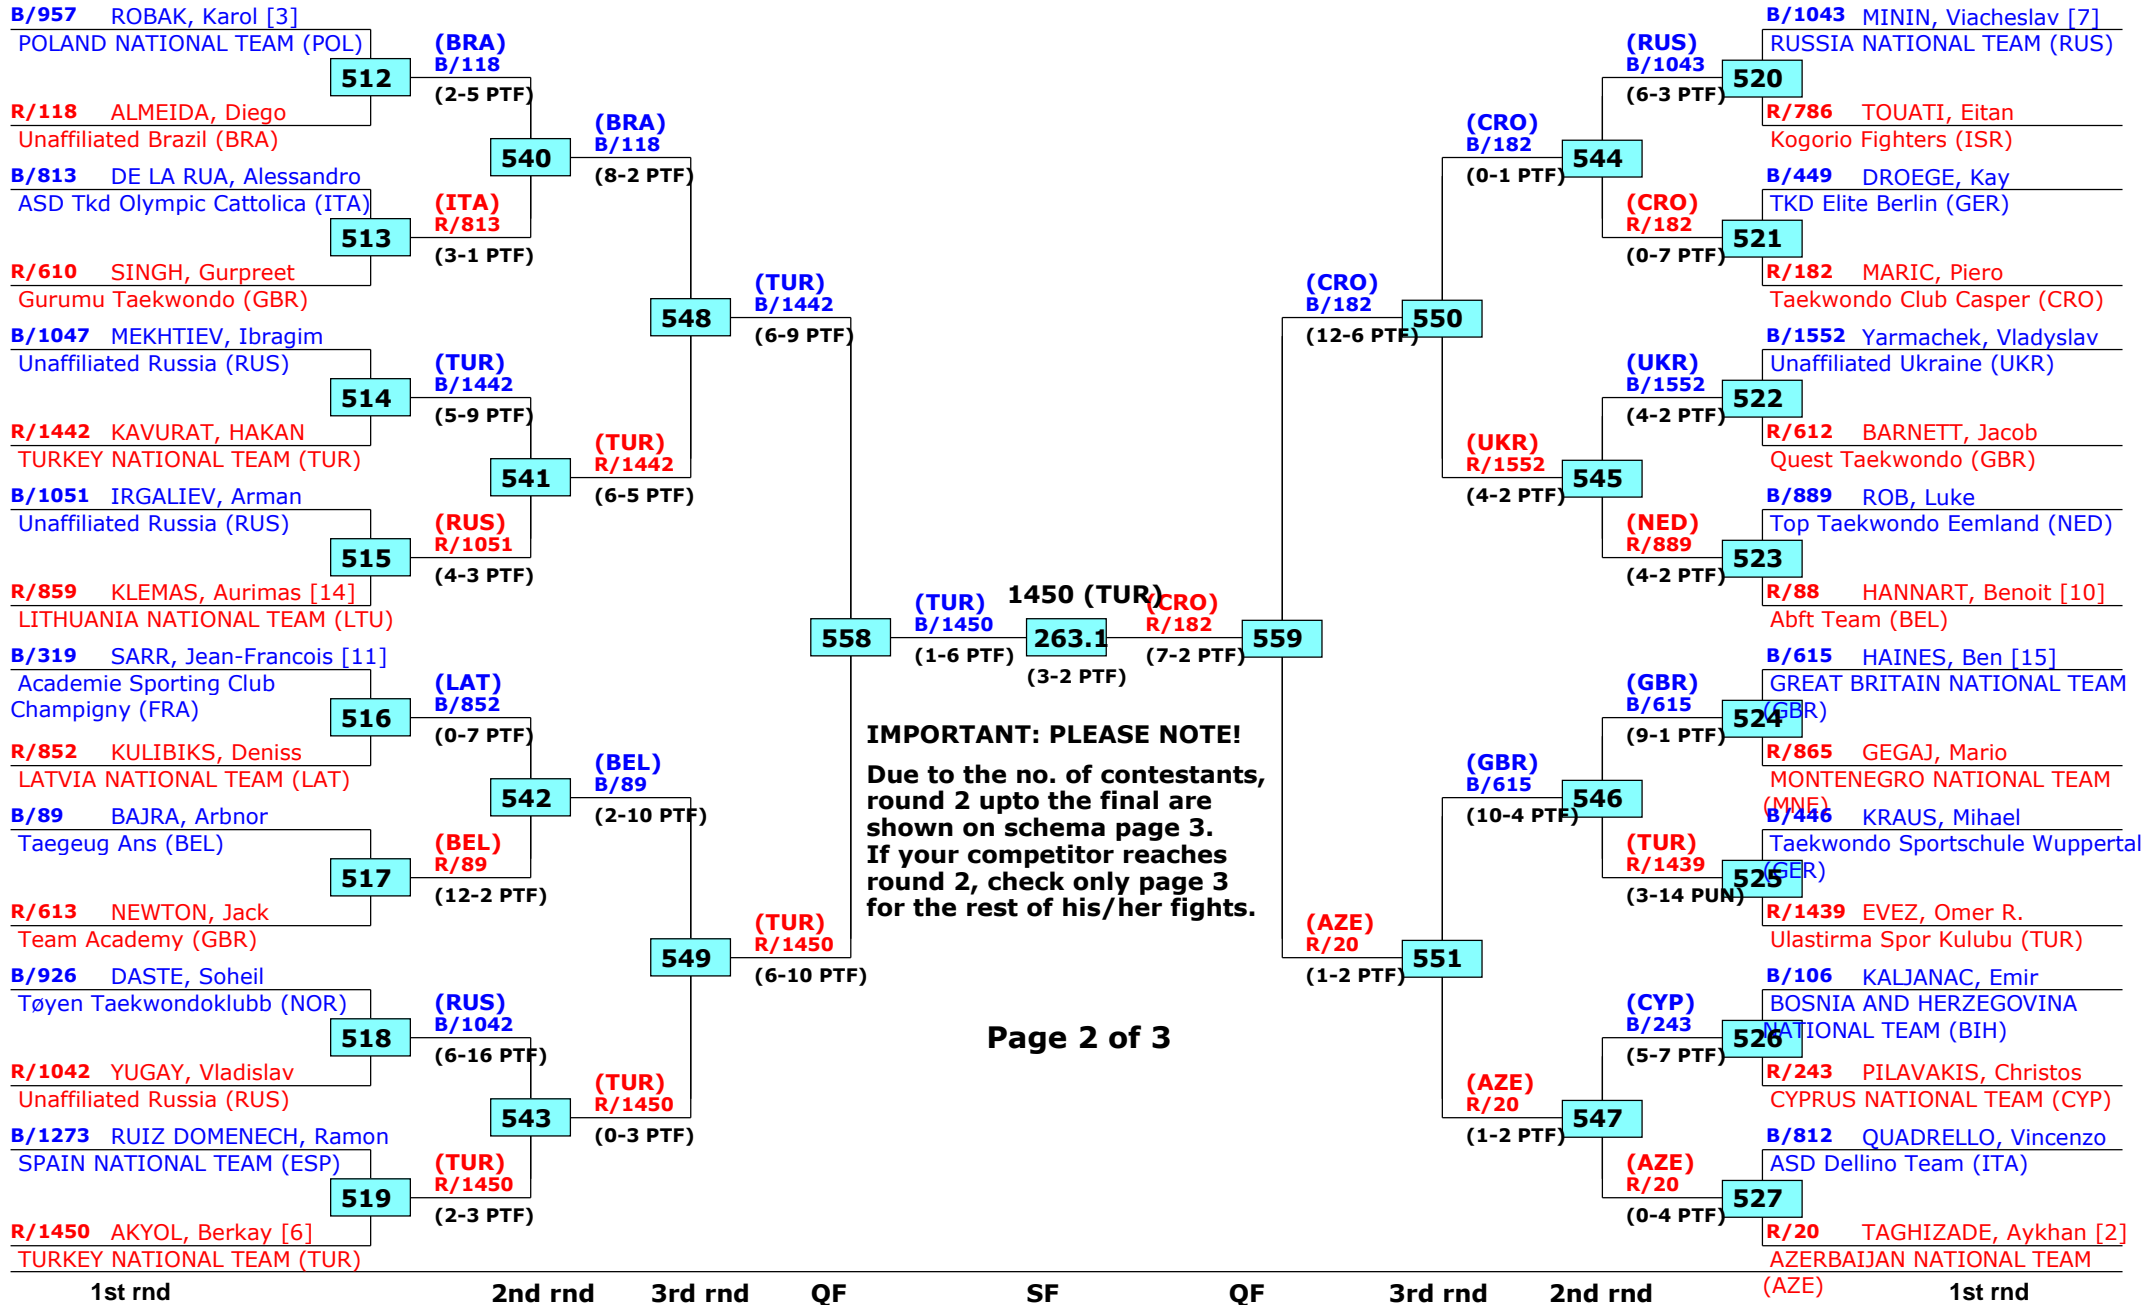 B/957 ROBAK, Karol [3]
POLAND NATIONAL TEAM (POL)
512
R/118 ALMEIDA, Diego
Unaffiliated Brazil (BRA)
B/813 DE LA RUA, Alessandro
ASD Tkd Olympic Cattolica (ITA)
513
R/610 SINGH, Gurpreet
Gurumu Taekwondo (GBR)
B/1047 MEKHTIEV, Ibragim
Unaffiliated Russia (RUS)
514
R/1442 KAVURAT, HAKAN
TURKEY NATIONAL TEAM (TUR)
B/1051 IRGALIEV, Arman
Unaffiliated Russia (RUS)
515
R/859 KLEMAS, Aurimas [14]
LITHUANIA NATIONAL TEAM (LTU)
B/319 SARR, Jean-Francois [11]
Academie Sporting Club
Champigny (FRA)
516
R/852 KULIBIKS, Deniss
LATVIA NATIONAL TEAM (LAT)
B/89 BAJRA, Arbnor
Taegeug Ans (BEL)
517
R/613 NEWTON, Jack
Team Academy (GBR)
B/926 DASTE, Soheil
Tøyen Taekwondoklubb (NOR)
518
R/1042 YUGAY, Vladislav
Unaffiliated Russia (RUS)
B/1273 RUIZ DOMENECH, Ramon
SPAIN NATIONAL TEAM (ESP)
519
R/1450 AKYOL, Berkay [6]
TURKEY NATIONAL TEAM (TUR)
(BRA)
B/118
(2-5 PTF)
540
(ITA)
R/813
(3-1 PTF)
(TUR)
B/1442
(5-9 PTF)
541
(RUS)
R/1051
(4-3 PTF)
(LAT)
B/852
(0-7 PTF)
542
(BEL)
R/89
(12-2 PTF)
(RUS)
B/1042
(6-16 PTF)
543
(TUR)
R/1450
(2-3 PTF)
(BRA)
B/118
(8-2 PTF)
548
(TUR)
R/1442
(6-5 PTF)
(BEL)
B/89
(2-10 PTF)
549
(TUR)
R/1450
(0-3 PTF)
(TUR)
B/1442
(6-9 PTF)
558
(TUR)
R/1450
(6-10 PTF)
(TUR)
B/1450
(1-6 PTF)
1450 (TUR)
263.1
(3-2 PTF)
(CRO)
R/182
(7-2 PTF)
IMPORTANT: PLEASE NOTE!
Due to the no. of contestants,
round 2 upto the final are
shown on schema page 3.
If your competitor reaches
round 2, check only page 3
for the rest of his/her fights.
Page 2 of 3
559
(CRO)
B/182
(12-6 PTF)
550
(AZE)
R/20
(1-2 PTF)
551
(CRO)
B/182
(0-1 PTF)
544
(UKR)
R/1552
(4-2 PTF)
545
(GBR)
B/615
(10-4 PTF)
546
(AZE)
R/20
(1-2 PTF)
547
(RUS)
B/1043
(6-3 PTF)
(CRO)
R/182
(0-7 PTF)
(UKR)
B/1552
(4-2 PTF)
(NED)
R/889
(4-2 PTF)
(GBR)
B/615
(9-1 PTF)
(TUR)
R/1439
(3-14 PUN)
(CYP)
B/243
(5-7 PTF)
(AZE)
R/20
(0-4 PTF)
B/1043 MININ, Viacheslav [7]
RUSSIA NATIONAL TEAM (RUS)
520
R/786 TOUATI, Eitan
Kogorio Fighters (ISR)
B/449 DROEGE, Kay
TKD Elite Berlin (GER)
521
R/182 MARIC, Piero
Taekwondo Club Casper (CRO)
B/1552 Yarmachek, Vladyslav
Unaffiliated Ukraine (UKR)
522
R/612 BARNETT, Jacob
Quest Taekwondo (GBR)
B/889 ROB, Luke
Top Taekwondo Eemland (NED)
523
R/88 HANNART, Benoit [10]
Abft Team (BEL)
B/615 HAINES, Ben [15]
GREAT BRITAIN NATIONAL TEAM
(GBR)
524
R/865 GEGAJ, Mario
MONTENEGRO NATIONAL TEAM
(MNE)
B/446 KRAUS, Mihael
Taekwondo Sportschule Wuppertal
(GER)
525
R/1439 EVEZ, Omer R.
Ulastirma Spor Kulubu (TUR)
B/106 KALJANAC, Emir
BOSNIA AND HERZEGOVINA
NATIONAL TEAM (BIH)
526
R/243 PILAVAKIS, Christos
CYPRUS NATIONAL TEAM (CYP)
B/812 QUADRELLO, Vincenzo
ASD Dellino Team (ITA)
527
R/20 TAGHIZADE, Aykhan [2]
AZERBAIJAN NATIONAL TEAM
(AZE)
1st rnd 2nd rnd 3rd rnd QF SF QF 3rd rnd 2nd rnd 1st rnd